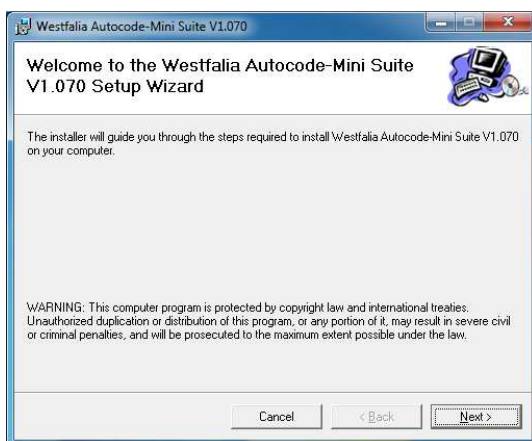 Westfalia Autocode-Mini Suite V1.070
Welcome to the Westfalia Autocode-Mini Suite
V1.070 Setup Wizard
The installer will guide you through the steps required to install Westfalia Autocode-Mini Suite V1.070
on your computer.
WARNING: This computer program is protected by copyright law and international treaties.
Unauthorized duplication or distribution of this program, or any portion of it, may result in severe civil
or criminal penalties, and will be prosecuted to the maximum extent possible under the law.
Cancel < Back Next >